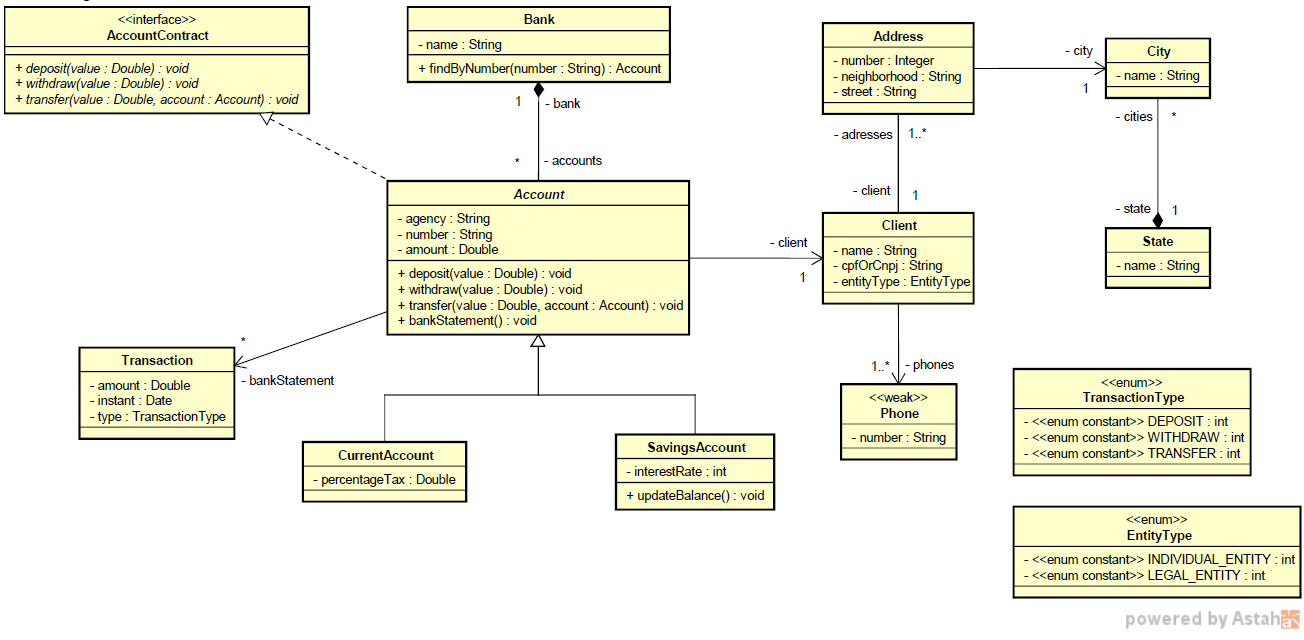 <<interface>>
AccountContract
+ deposit(value : Double) : void
+ withdraw(value : Double) : void
+ transfer(value : Double, account : Account) : void
Bank
- name : String
+ findByNumber(number : String) : Account
1
- bank
*
- accounts
Address
- number : Integer
- neighborhood : String
- street : String
- city
1
City
- name : String
- cities
*
- state
1
State
- name : String
- adresses
1..*
- client
1
Account
- agency : String
- number : String
- amount : Double
+ deposit(value : Double) : void
+ withdraw(value : Double) : void
+ transfer(value : Double, account : Account) : void
+ bankStatement() : void
- client
1
Client
- name : String
- cpfOrCnpj : String
- entityType : EntityType
1..*
- phones
<<weak>>
Phone
- number : String
*
- bankStatement
Transaction
- amount : Double
- instant : Date
- type : TransactionType
CurrentAccount
- percentageTax : Double
SavingsAccount
- interestRate : int
+ updateBalance() : void
<<enum>>
TransactionType
- <<enum constant>> DEPOSIT : int
- <<enum constant>> WITHDRAW : int
- <<enum constant>> TRANSFER : int
<<enum>>
EntityType
- <<enum constant>> INDIVIDUAL_ENTITY : int
- <<enum constant>> LEGAL_ENTITY : int
powered by Astah